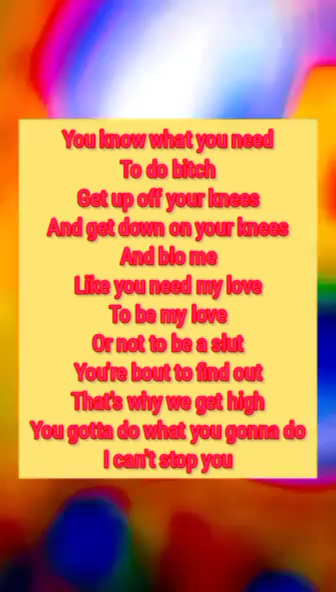 You know what you need
To do bitch
Get up off your knees
And get down on your knees
And blo me
Like you need my love
To be my love
Or not to be a slut
You're bout to find out
That's why we get high
You gotta do what you gonna do
I can't stop you